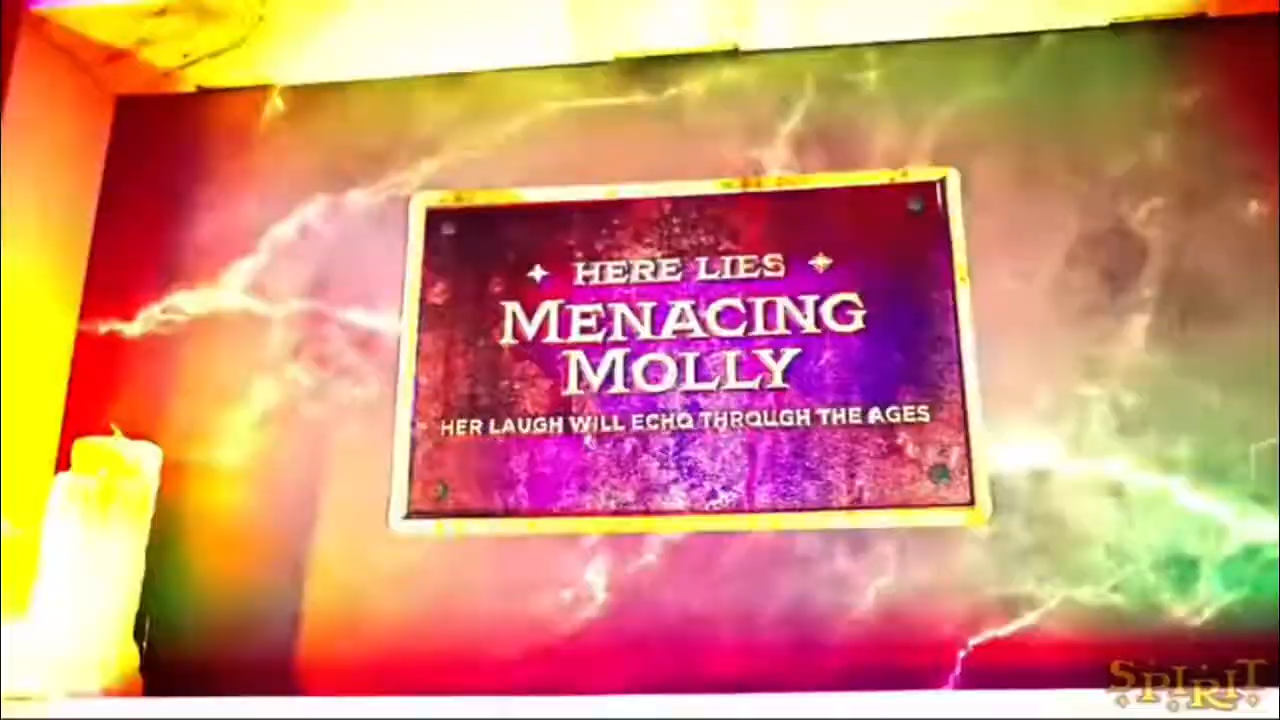 HERE LIES
MENACING
MOLLY
HER LAUGH WILL ECHO THROUGH THE AGES
SPIRIT